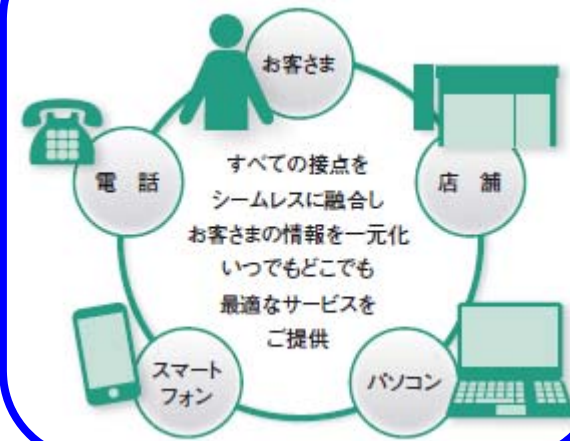 お客さま
電 話
店 舗
すべての接点を
シームレスに融合し
お客さまの情報を一元化
いつでもどこでも
最適なサービスを
ご提供
スマート
フォン
パソコン